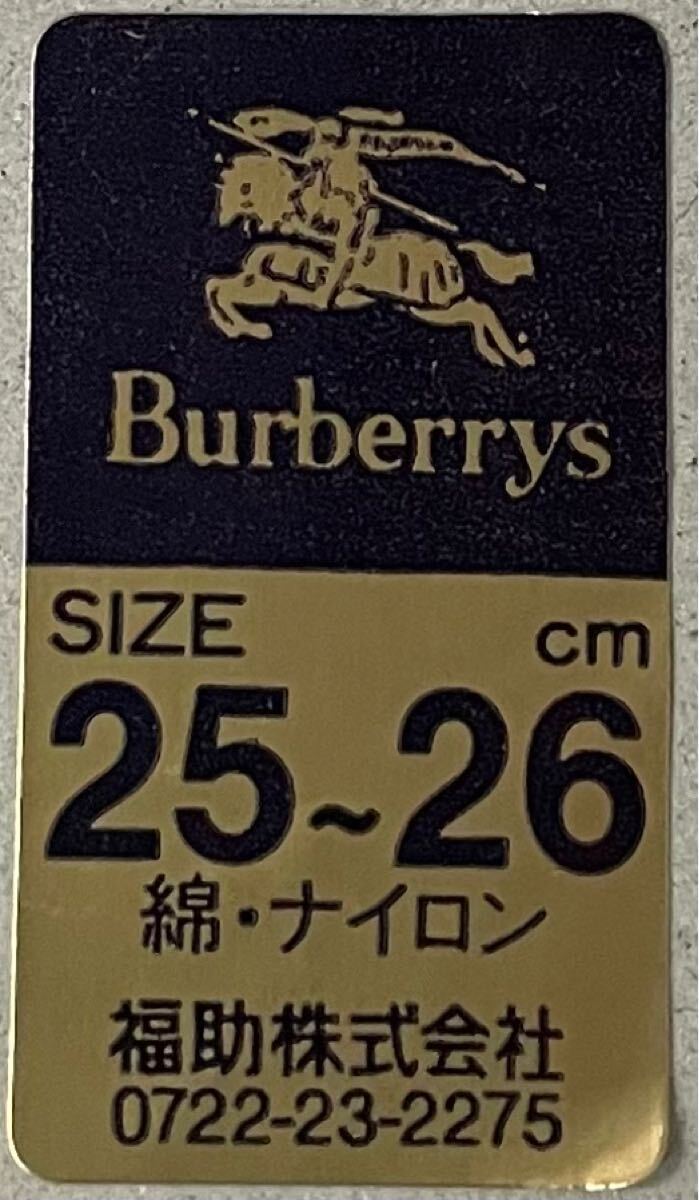 Burberrys
SIZE cm
25~26
綿・ナイロン
福助株式会社
0722-23-2275